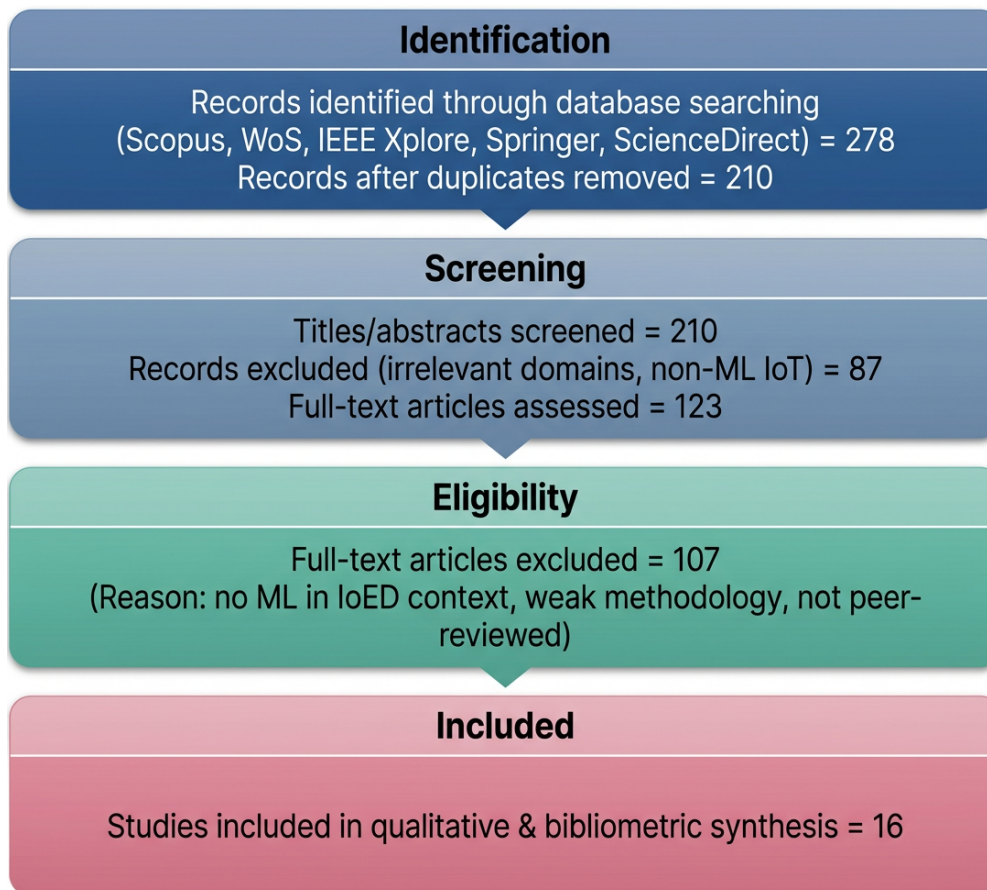 Identification
Records identified through database searching
(Scopus, WoS, IEEE Xplore, Springer, ScienceDirect) = 278
Records after duplicates removed = 210
Screening
Titles/abstracts screened = 210
Records excluded (irrelevant domains, non-ML IoT) = 87
Full-text articles assessed = 123
Eligibility
Full-text articles excluded = 107
(Reason: no ML in IoED context, weak methodology, not peer-
reviewed)
Included
Studies included in qualitative & bibliometric synthesis = 16